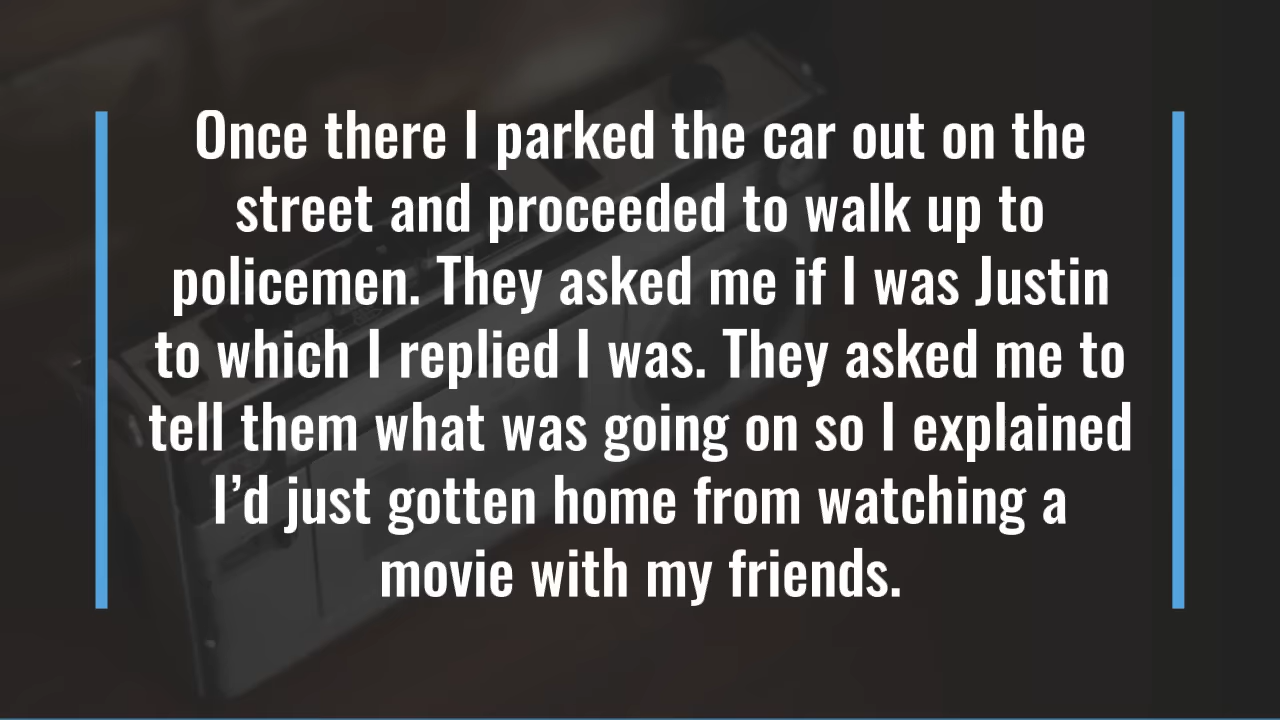 Once there I parked the car out on the
street and proceeded to walk up to
policemen. They asked me if I was Justin
to which I replied I was. They asked me to
tell them what was going on so I explained
I’d just gotten home from watching a
movie with my friends.